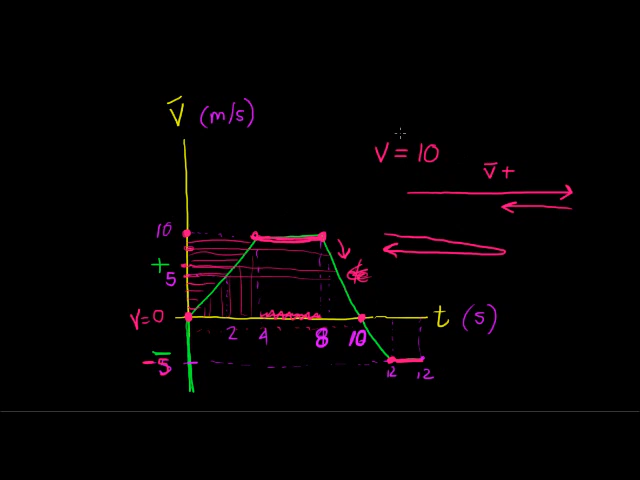 V̄ (m/s)
V = 10
V̄ +
10
+
5
V=0
2 4 8 10 t (s)
-5
12 12